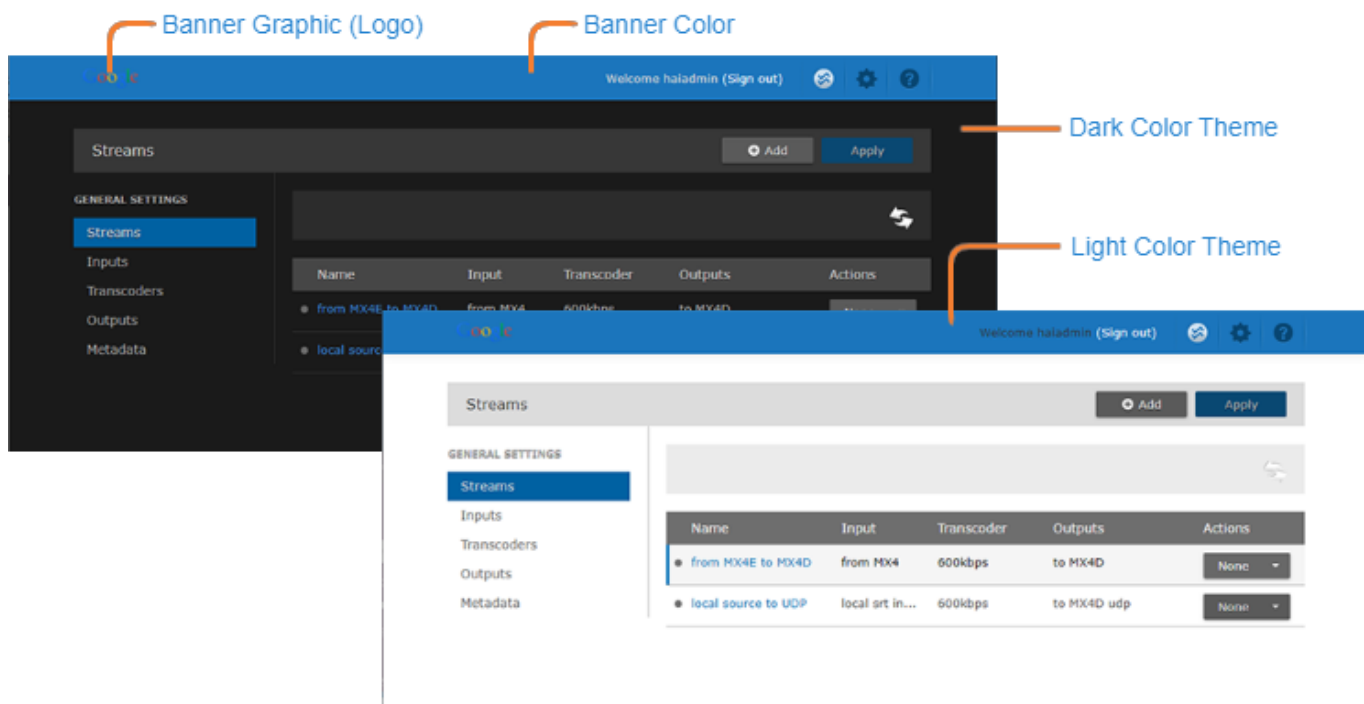 Banner Graphic (Logo)
Banner Color
Welcome haiadmin (Sign out)
Dark Color Theme
Streams
Add
Apply
GENERAL SETTINGS
Streams
Inputs
Transcoders
Outputs
Metadata
Name Input Transcoder Outputs Actions
from MX4E to MX4D from MX4 600kbps to MX4D None
local sourc
Light Color Theme
Welcome haiadmin (Sign out)
Streams
Add
Apply
GENERAL SETTINGS
Streams
Inputs
Transcoders
Outputs
Metadata
Name Input Transcoder Outputs Actions
from MX4E to MX4D from MX4 600kbps to MX4D None
local source to UDP local srt in... 600kbps to MX4D udp None